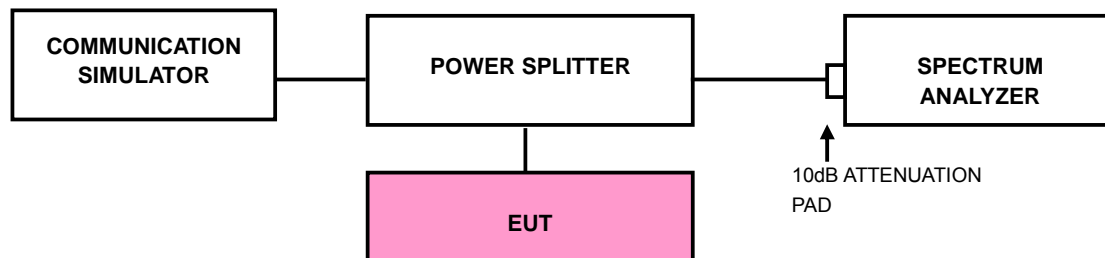 COMMUNICATION
SIMULATOR
POWER SPLITTER
SPECTRUM
ANALYZER
10dB ATTENUATION
PAD
EUT